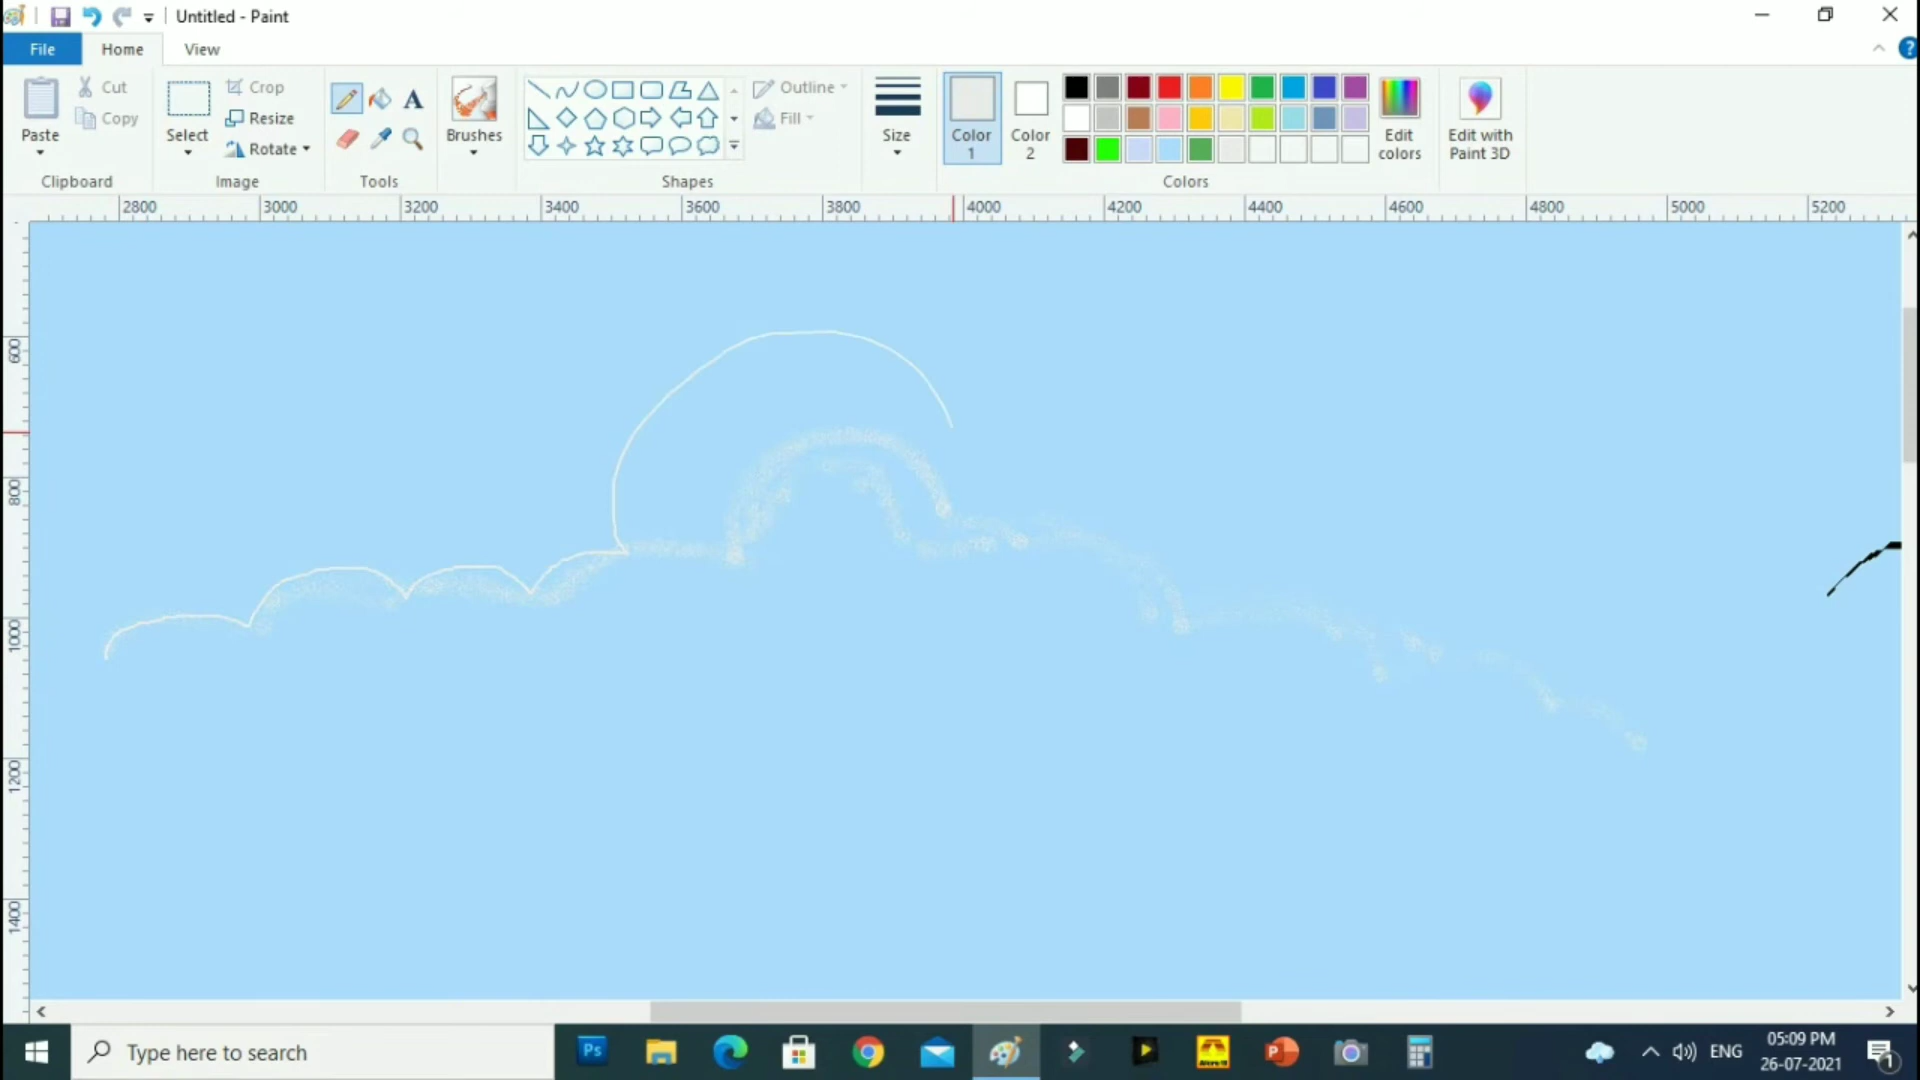 Untitled - Paint
File Home View
Paste
Cut
Copy
Clipboard
Select
Crop
Resize
Rotate
Image
A
Tools
Brushes
Shapes
Outline
Fill
Size
Color
1
Color
2
Colors
Edit
colors
Edit with
Paint 3D
?
2800 3000 3200 3400 3600 3800 4000 4200 4400 4600 4800 5000 5200
600
800
1000
1200
1400
Type here to search
Ps
P
ENG
05:09 PM
26-07-2021
1